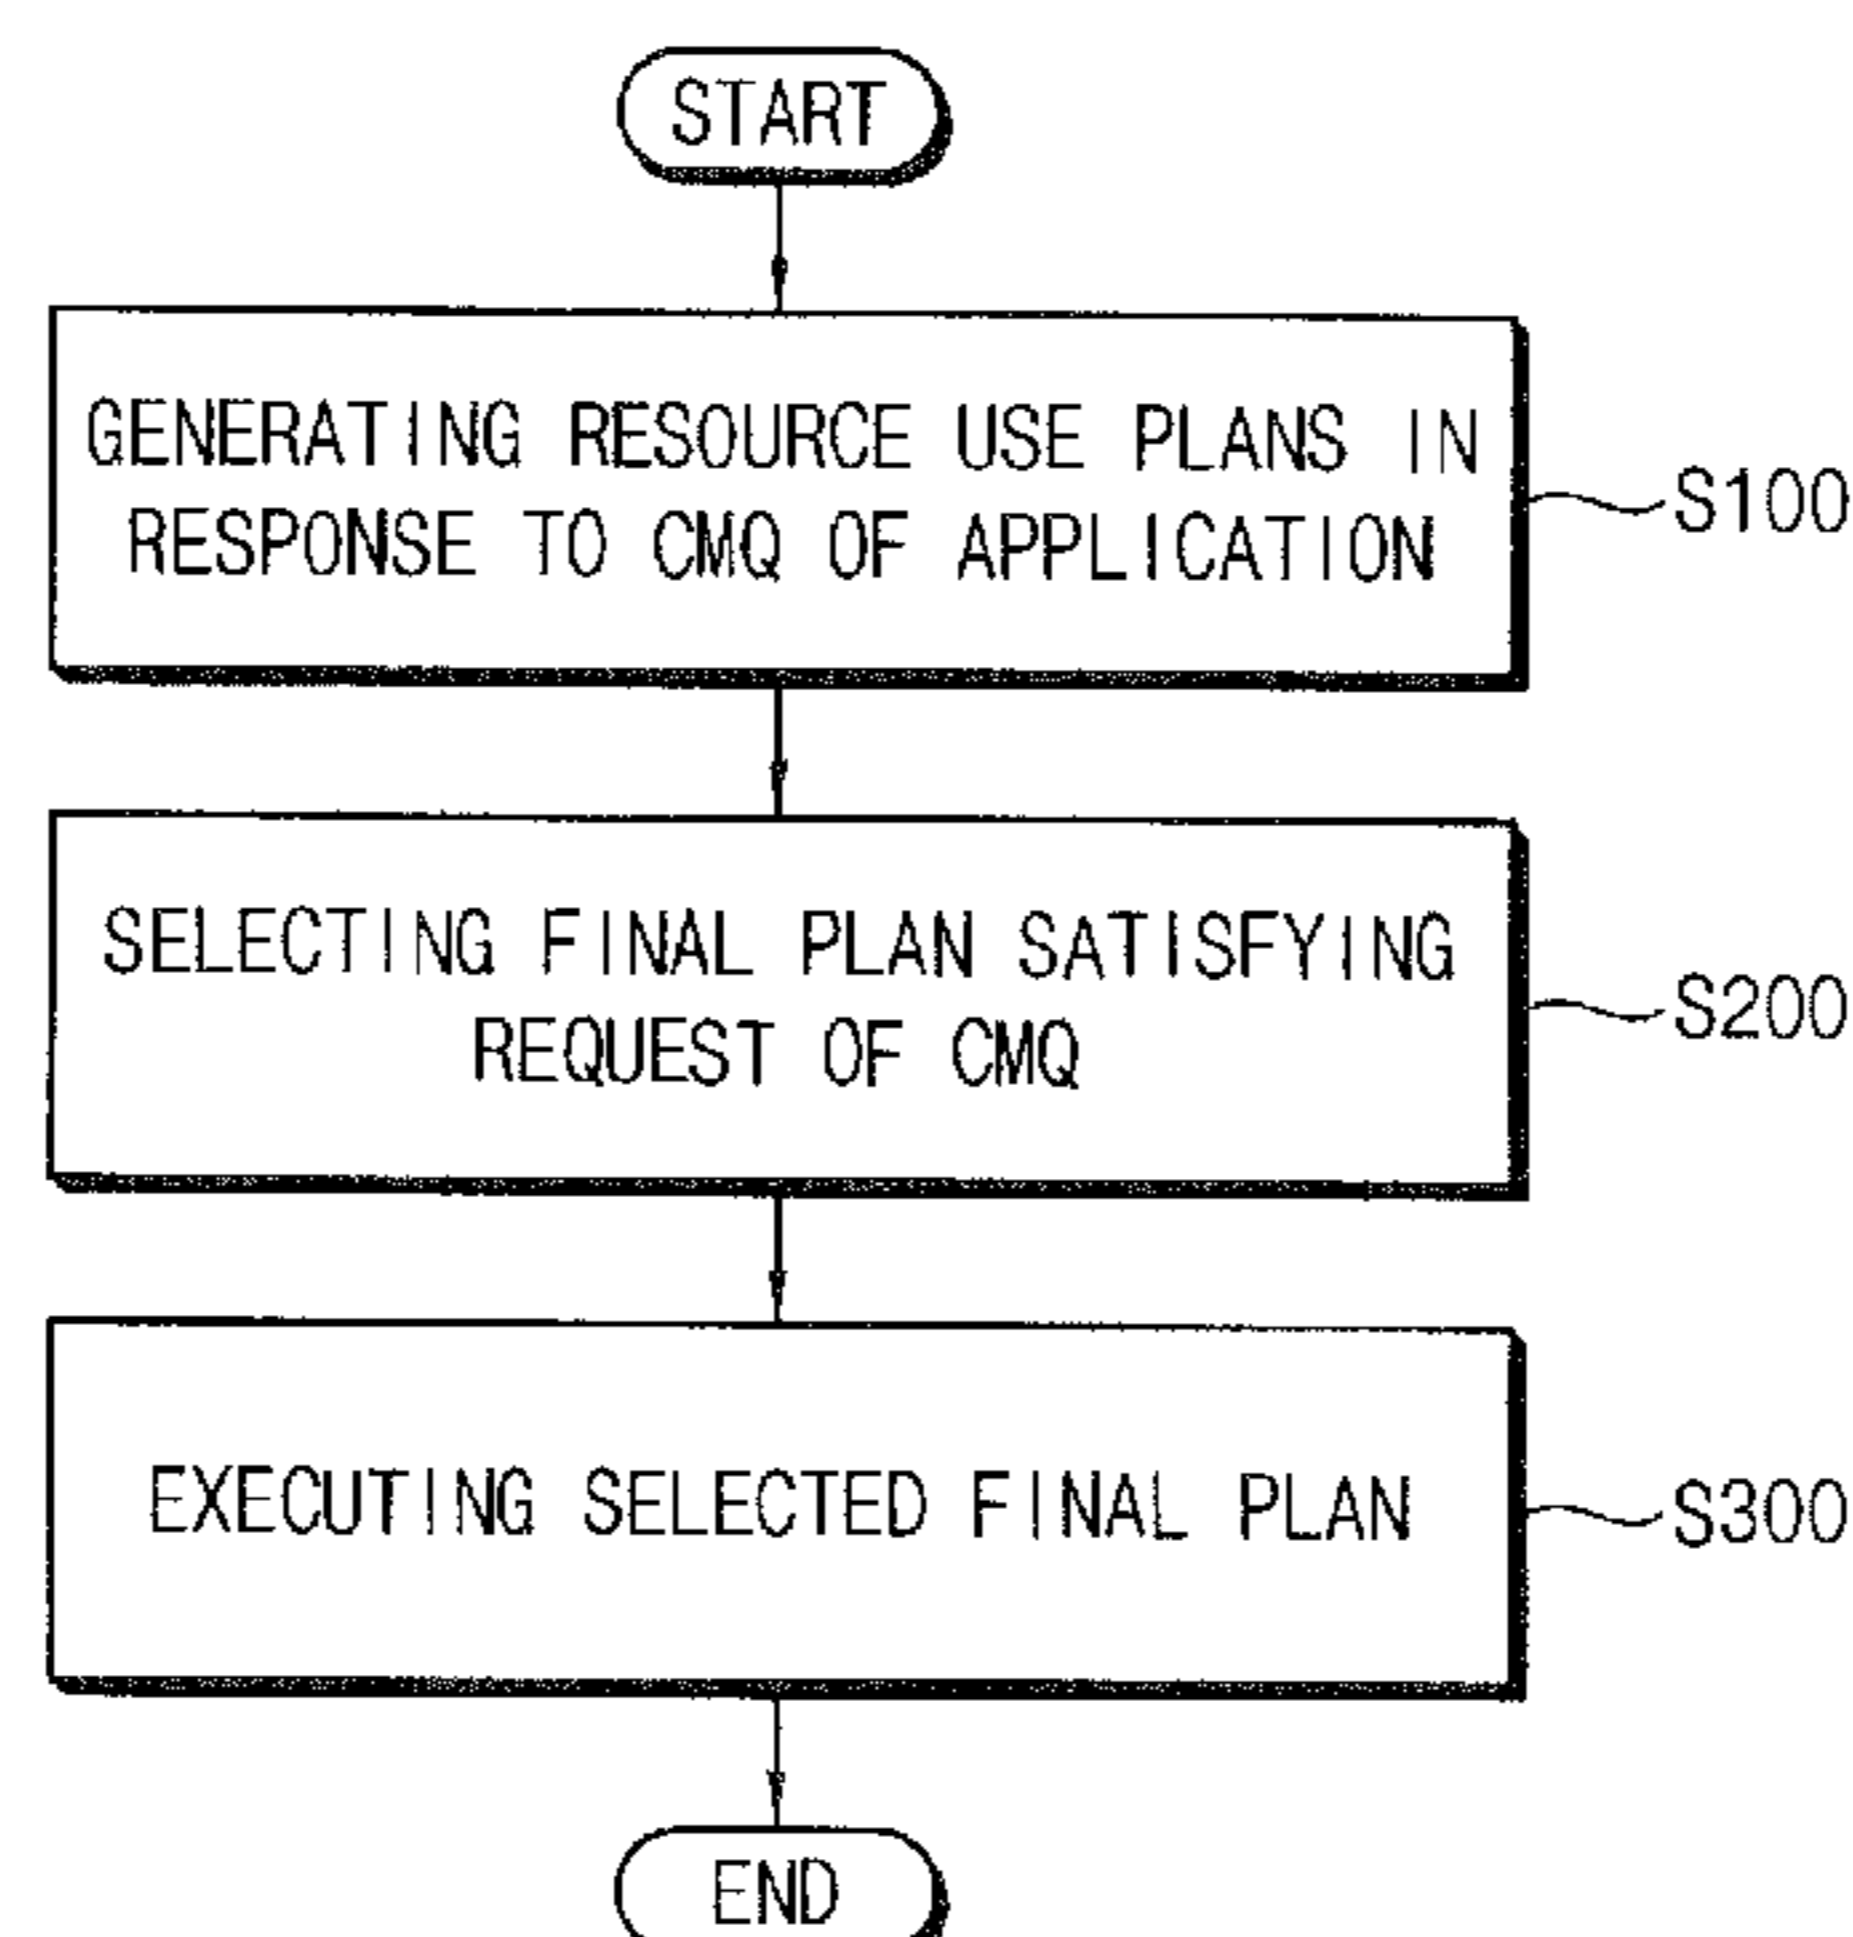 START
GENERATING RESOURCE USE PLANS IN
RESPONSE TO CMQ OF APPLICATION
S100
SELECTING FINAL PLAN SATISFYING
REQUEST OF CMQ
S200
EXECUTING SELECTED FINAL PLAN
S300
END